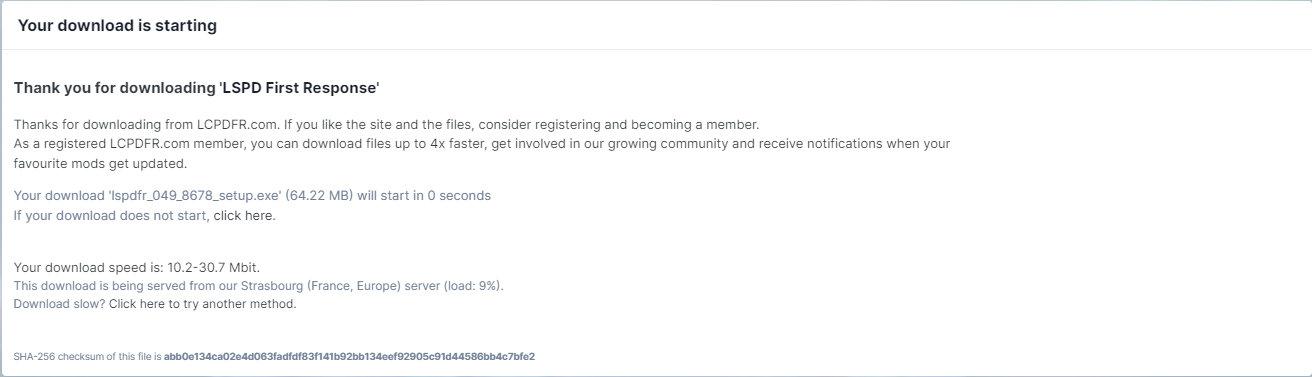 Your download is starting
Thank you for downloading 'LSPD First Response'
Thanks for downloading from LCPDFR.com. If you like the site and the files, consider registering and becoming a member.
As a registered LCPDFR.com member, you can download files up to 4x faster, get involved in our growing community and receive notifications when your
favourite mods get updated.
Your download 'lspdfr_049_8678_setup.exe' (64.22 MB) will start in 0 seconds
If your download does not start, click here.
Your download speed is: 10.2-30.7 Mbit.
This download is being served from our Strasbourg (France, Europe) server (load: 9%).
Download slow? Click here to try another method.
SHA-256 checksum of this file is abb0e134ca02e4d063fadfdf83f141b92bb134eef92905c91d44586bb4c7bfe2